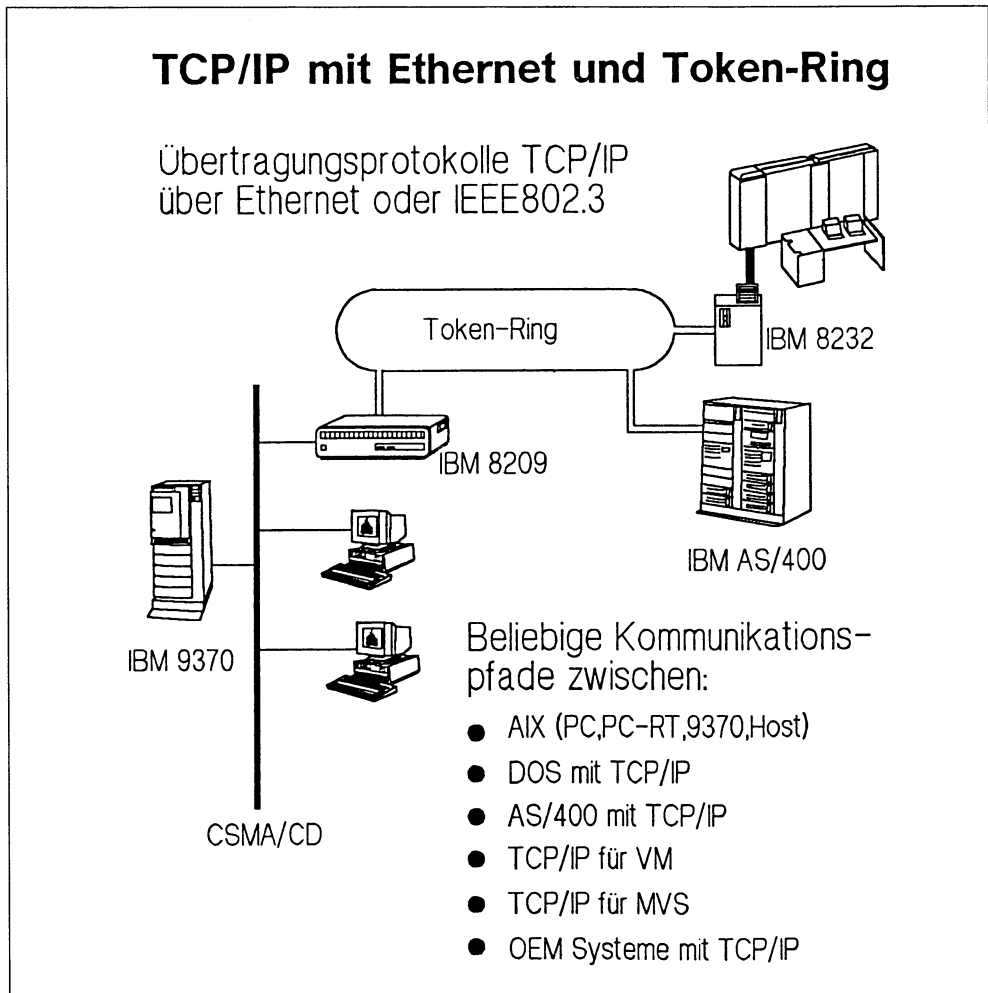 TCP/IP mit Ethernet und Token-Ring
Übertragungsprotokolle TCP/IP
über Ethernet oder IEEE802.3
Token-Ring
IBM 8232
IBM 8209
IBM AS/400
IBM 9370
CSMA/CD
Beliebige Kommunikations-
pfade zwischen:
● AIX (PC,PC-RT,9370,Host)
● DOS mit TCP/IP
● AS/400 mit TCP/IP
● TCP/IP für VM
● TCP/IP für MVS
● OEM Systeme mit TCP/IP